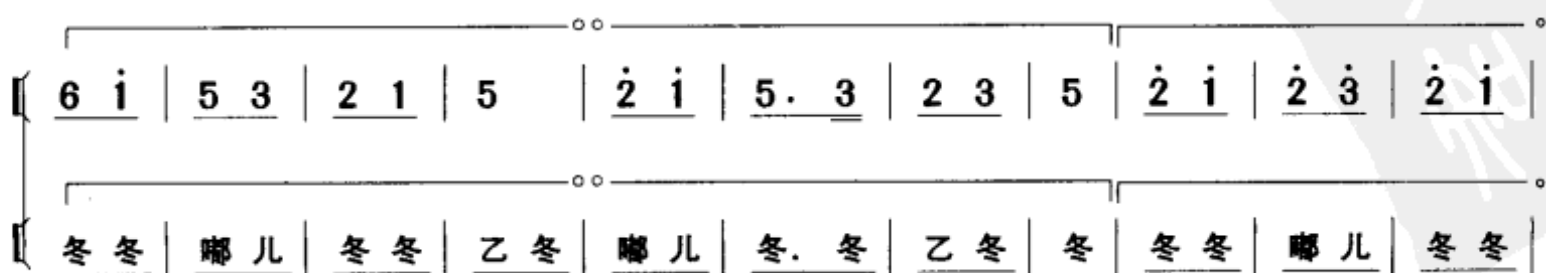 6 i̇ | 5 3 | 2 1 | 5 | 2̇ i̇ | 5. 3 | 2 3 | 5 | 2̇ i̇ | 2̇ 3̇ | 2̇ i̇ |
冬 冬 | 嘟 儿 | 冬 冬 | 乙 冬 | 嘟 儿 | 冬. 冬 | 乙 冬 | 冬 | 冬 冬 | 嘟 儿 | 冬 冬 |